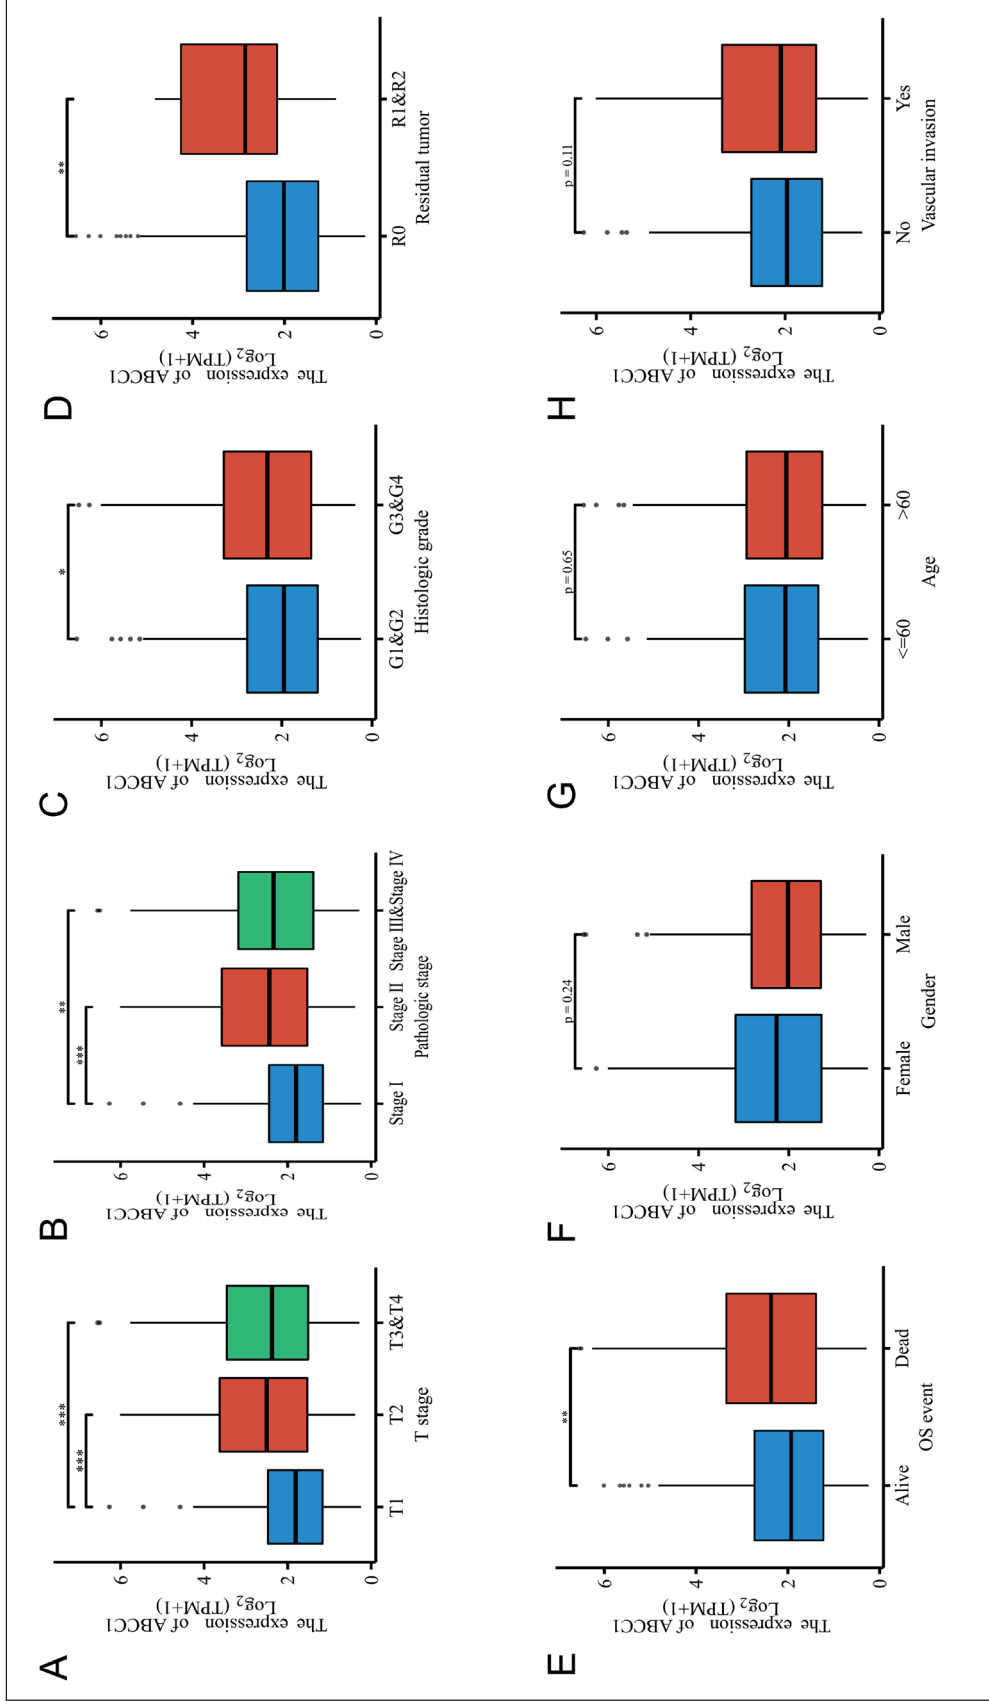 A
The expression of ABCC1
Log2 (TPM+1)
6
4
2
0
***
***
T1
T2
T3&T4
T stage
B
The expression of ABCC1
Log2 (TPM+1)
6
4
2
0
**
***
Stage I
Stage II
Stage III&Stage IV
Pathologic stage
C
The expression of ABCC1
Log2 (TPM+1)
6
4
2
0
*
G1&G2
G3&G4
Histologic grade
D
The expression of ABCC1
Log2 (TPM+1)
6
4
2
0
**
R0
R1&R2
Residual tumor
E
The expression of ABCC1
Log2 (TPM+1)
6
4
2
0
**
Alive
Dead
OS event
F
The expression of ABCC1
Log2 (TPM+1)
6
4
2
0
p = 0.24
Female
Male
Gender
G
The expression of ABCC1
Log2 (TPM+1)
6
4
2
0
p = 0.65
<=60
>60
Age
H
The expression of ABCC1
Log2 (TPM+1)
6
4
2
0
p = 0.11
No
Yes
Vascular invasion